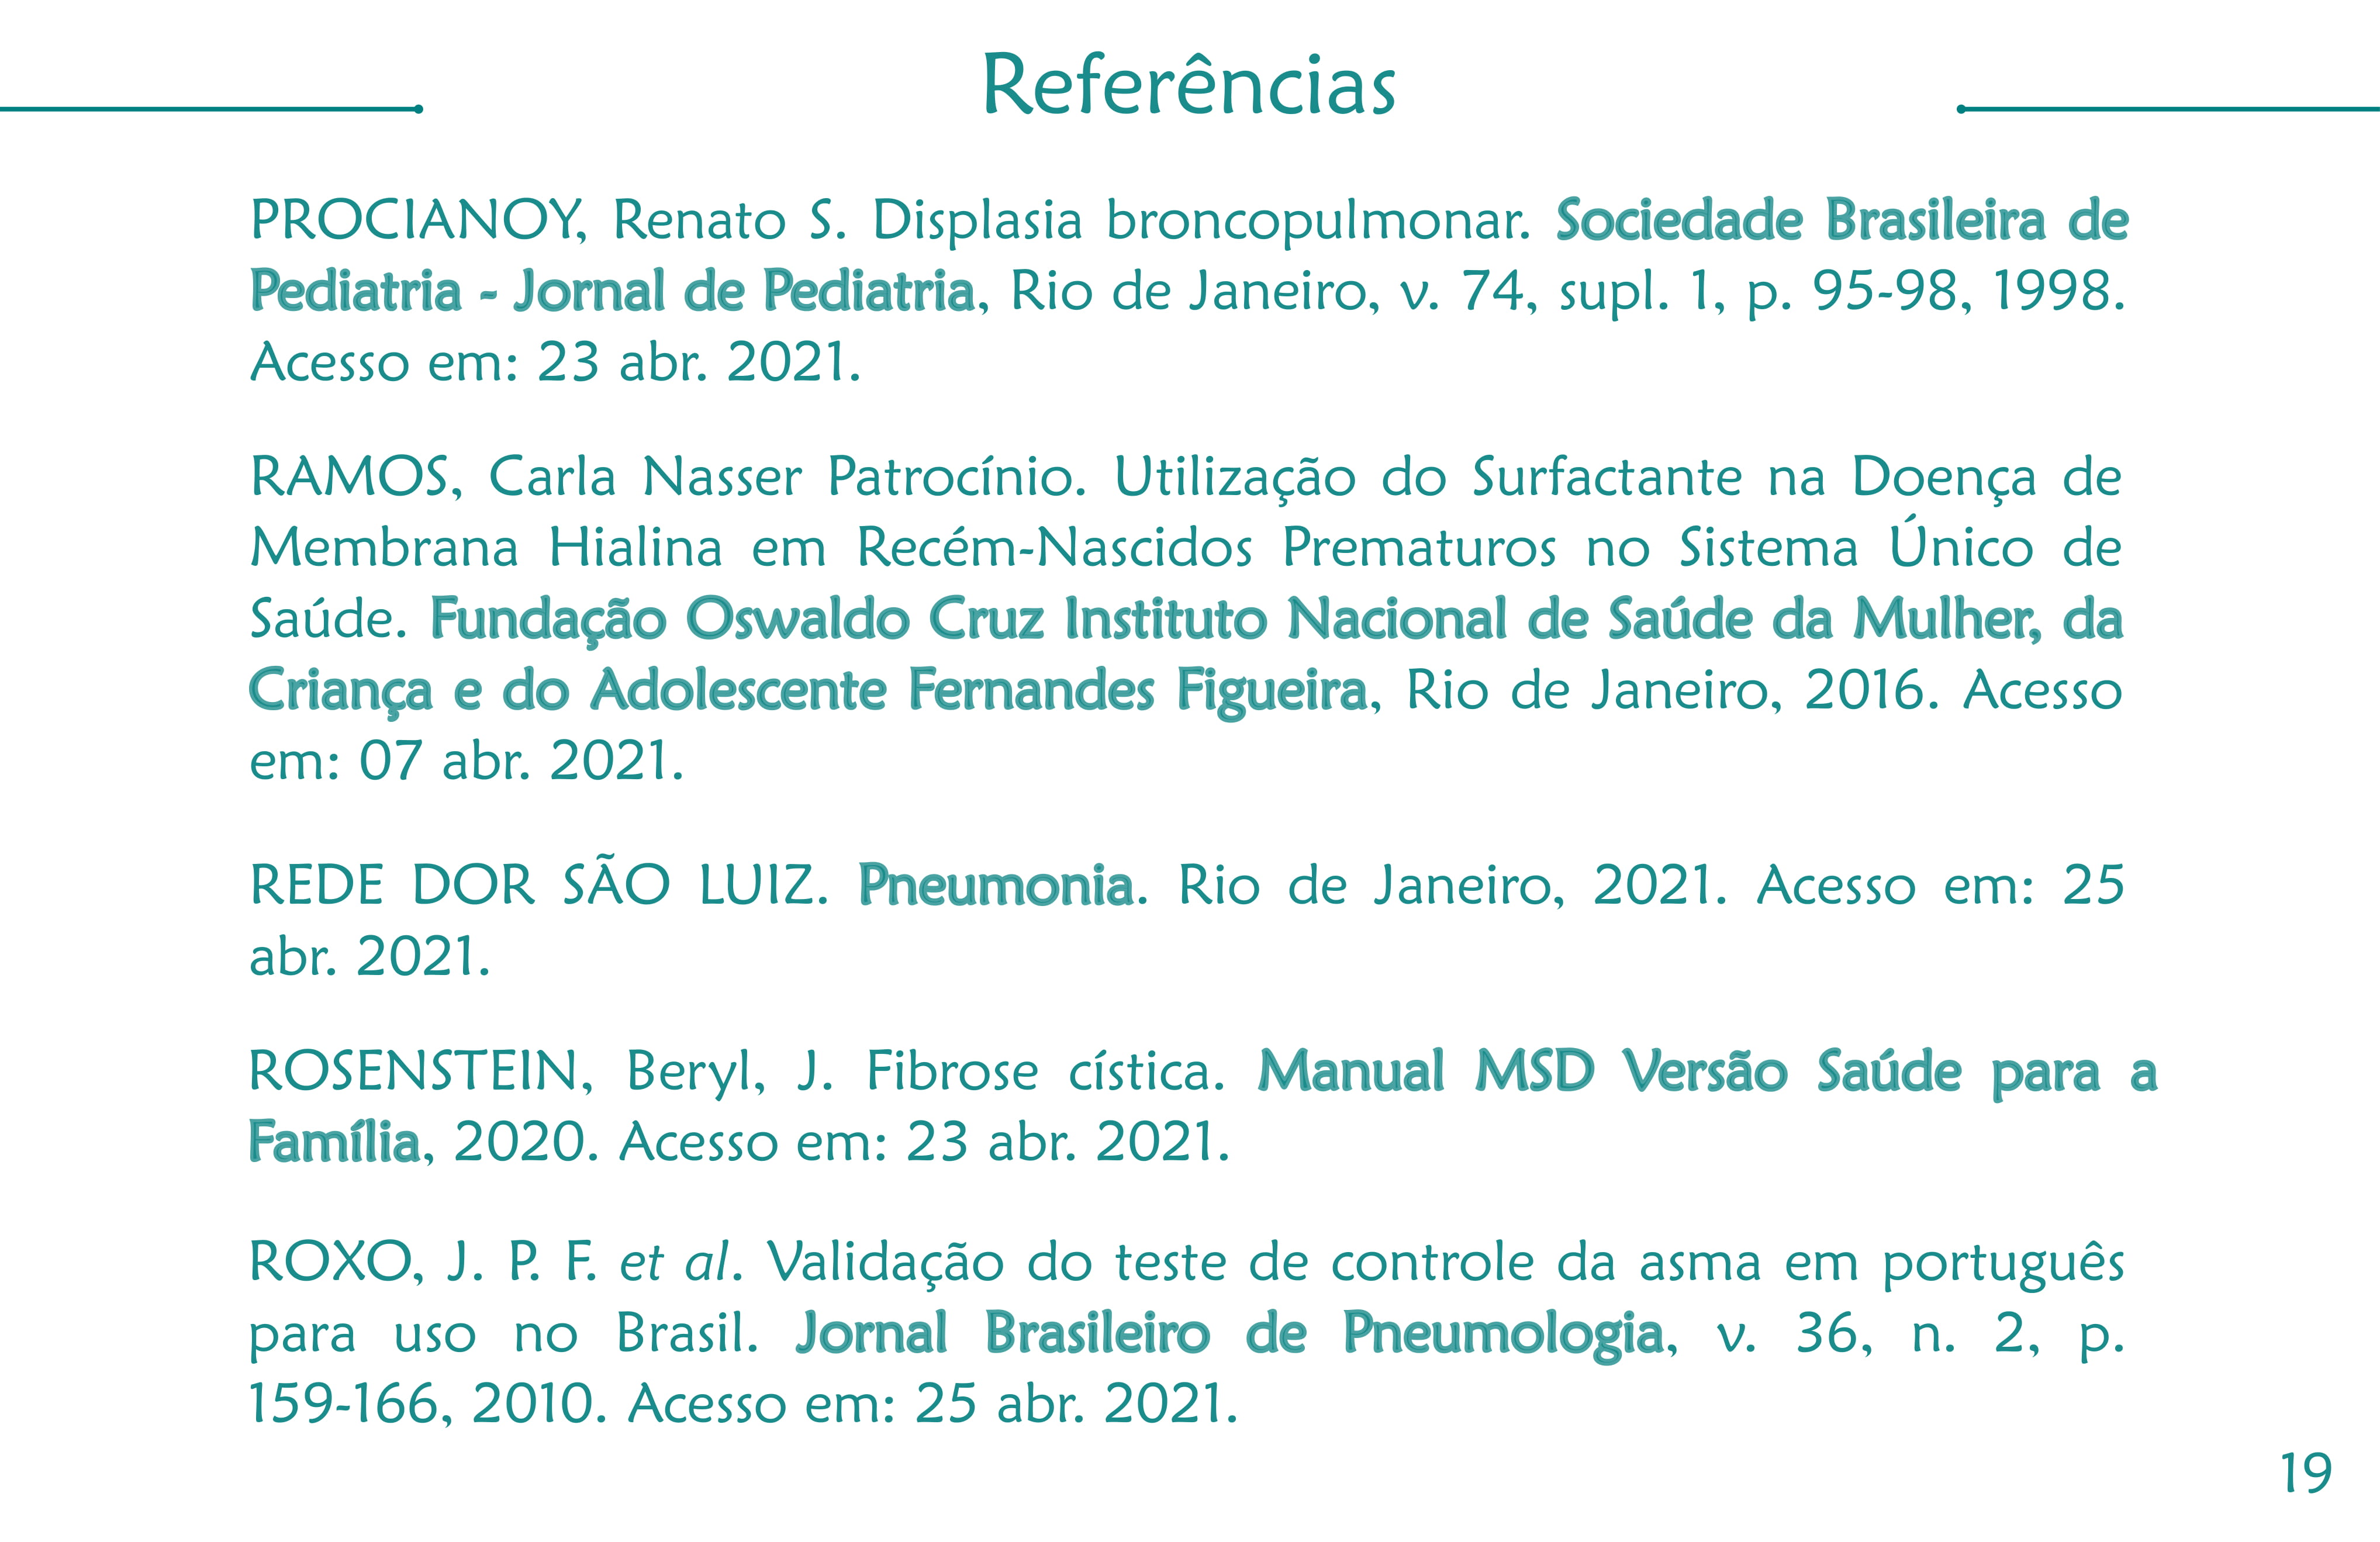 Referências
PROCIANOY, Renato S. Displasia broncopulmonar. Sociedade Brasileira de
Pediatria - Jornal de Pediatria, Rio de Janeiro, v. 74, supl. 1, p. 95-98, 1998.
Acesso em: 23 abr. 2021.
RAMOS, Carla Nasser Patrocínio. Utilização do Surfactante na Doença de
Membrana Hialina em Recém-Nascidos Prematuros no Sistema Único de
Saúde. Fundação Oswaldo Cruz Instituto Nacional de Saúde da Mulher, da
Criança e do Adolescente Fernandes Figueira, Rio de Janeiro, 2016. Acesso
em: 07 abr. 2021.
REDE DOR SÃO LUIZ. Pneumonia. Rio de Janeiro, 2021. Acesso em: 25
abr. 2021.
ROSENSTEIN, Beryl, J. Fibrose cística. Manual MSD Versão Saúde para a
Família, 2020. Acesso em: 23 abr. 2021.
ROXO, J. P. F. et al. Validação do teste de controle da asma em português
para uso no Brasil. Jornal Brasileiro de Pneumologia, v. 36, n. 2, p.
159-166, 2010. Acesso em: 25 abr. 2021.
19